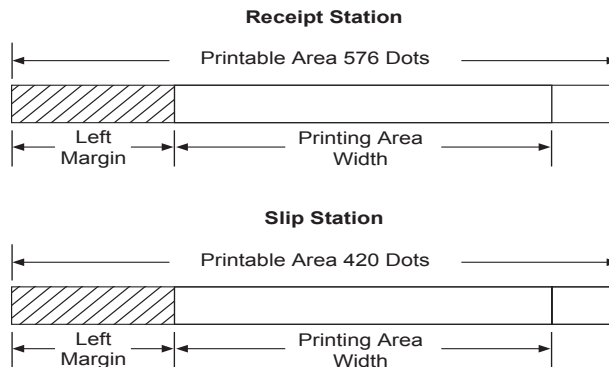 Receipt Station
Printable Area 576 Dots
Left
Margin
Printing Area
Width
Slip Station
Printable Area 420 Dots
Left
Margin
Printing Area
Width